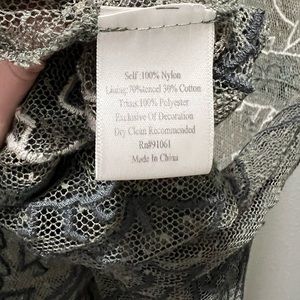 Self :100% Nylon
Lining:70%tencel 30% Cotton
Trims:100% Polyester
Exclusive Of Decoration
Dry Clean Recommended
Rn#91061
Made In China